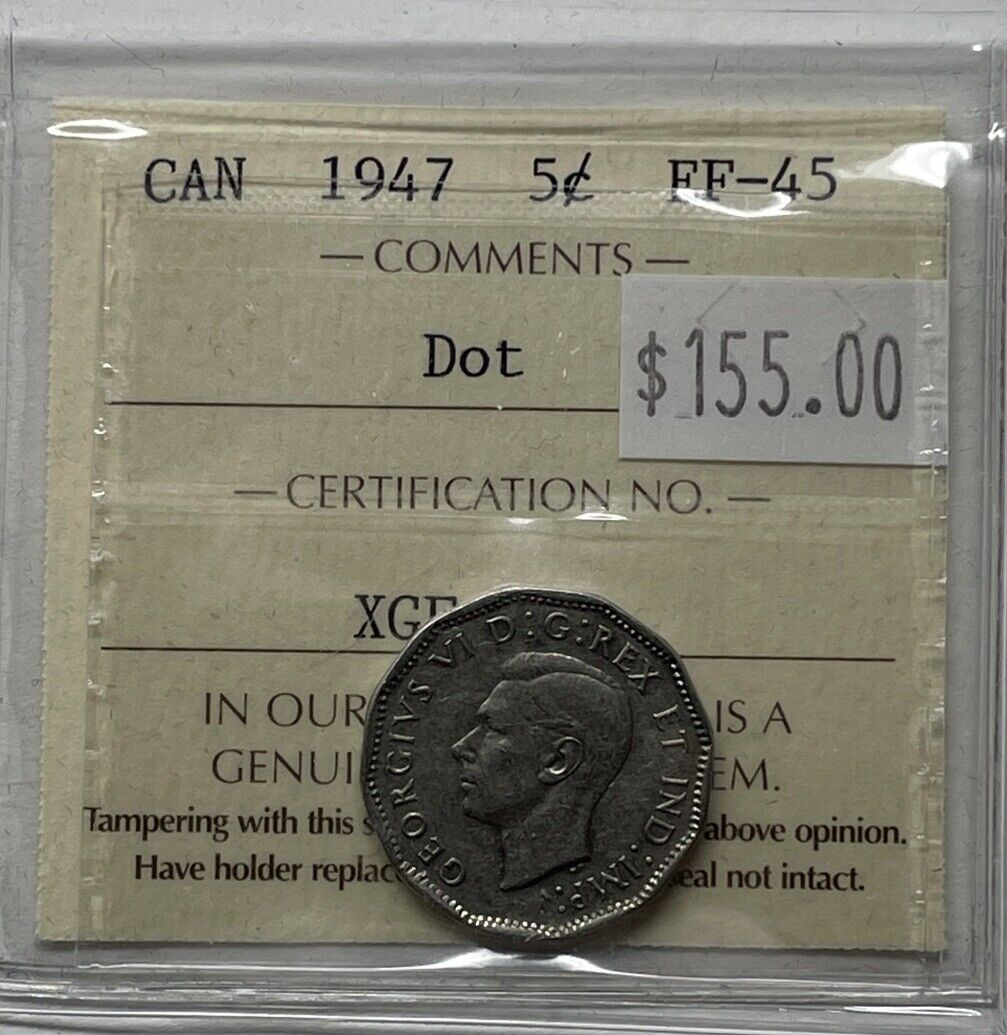 CAN 1947 5¢ EF-45
— COMMENTS —
Dot
$155.00
— CERTIFICATION NO. —
XGF
GEORGIVS VI D:G:REX ET IND:IMP:
IN OUR IS A
GENUI EM.
Tampering with this s above opinion.
Have holder replac eal not intact.